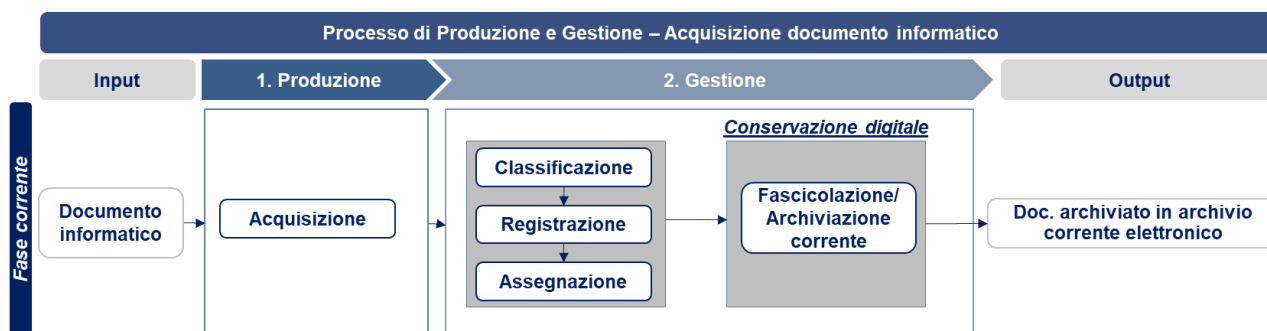 Processo di Produzione e Gestione – Acquisizione documento informatico
Input
1. Produzione
2. Gestione
Output
Fase corrente
Documento
informatico
Acquisizione
Classificazione
Registrazione
Assegnazione
Conservazione digitale
Fascicolazione/
Archiviazione
corrente
Doc. archiviato in archivio
corrente elettronico